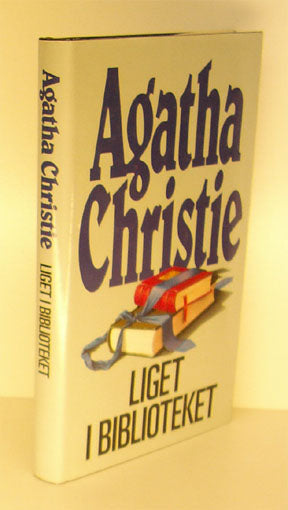 Agatha Christie LIGET I BIBLIOTEKET
Agatha
Christie
LIGET
I BIBLIOTEKET